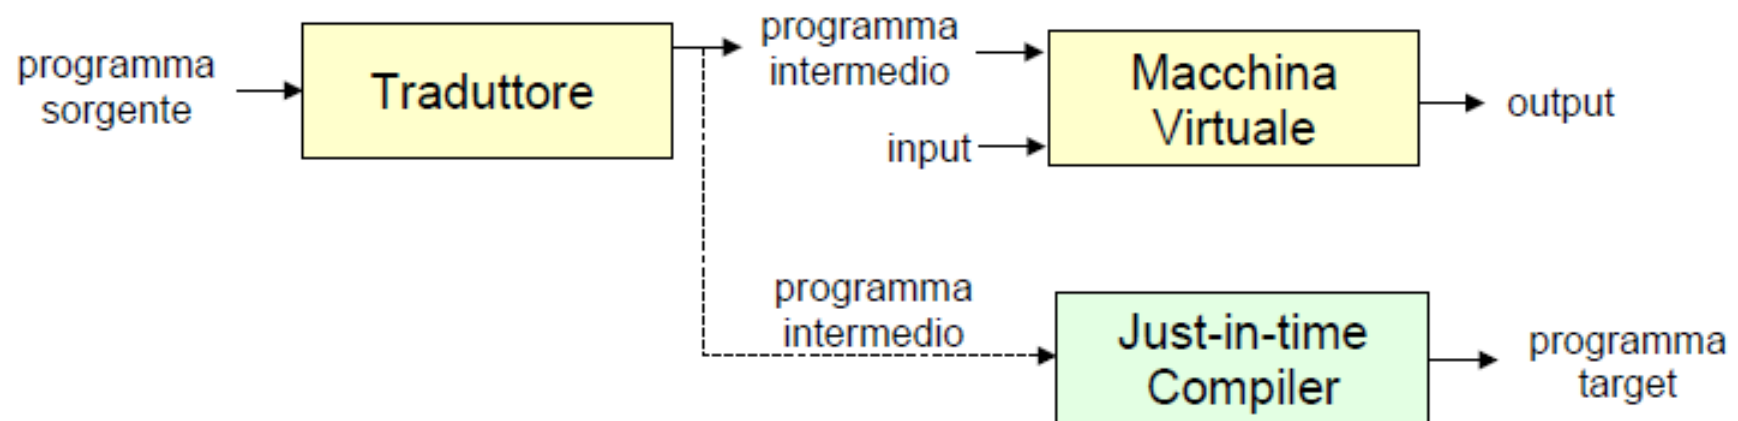 programma
sorgente
Traduttore
programma
intermedio
input
Macchina
Virtuale
output
programma
intermedio
Just-in-time
Compiler
programma
target